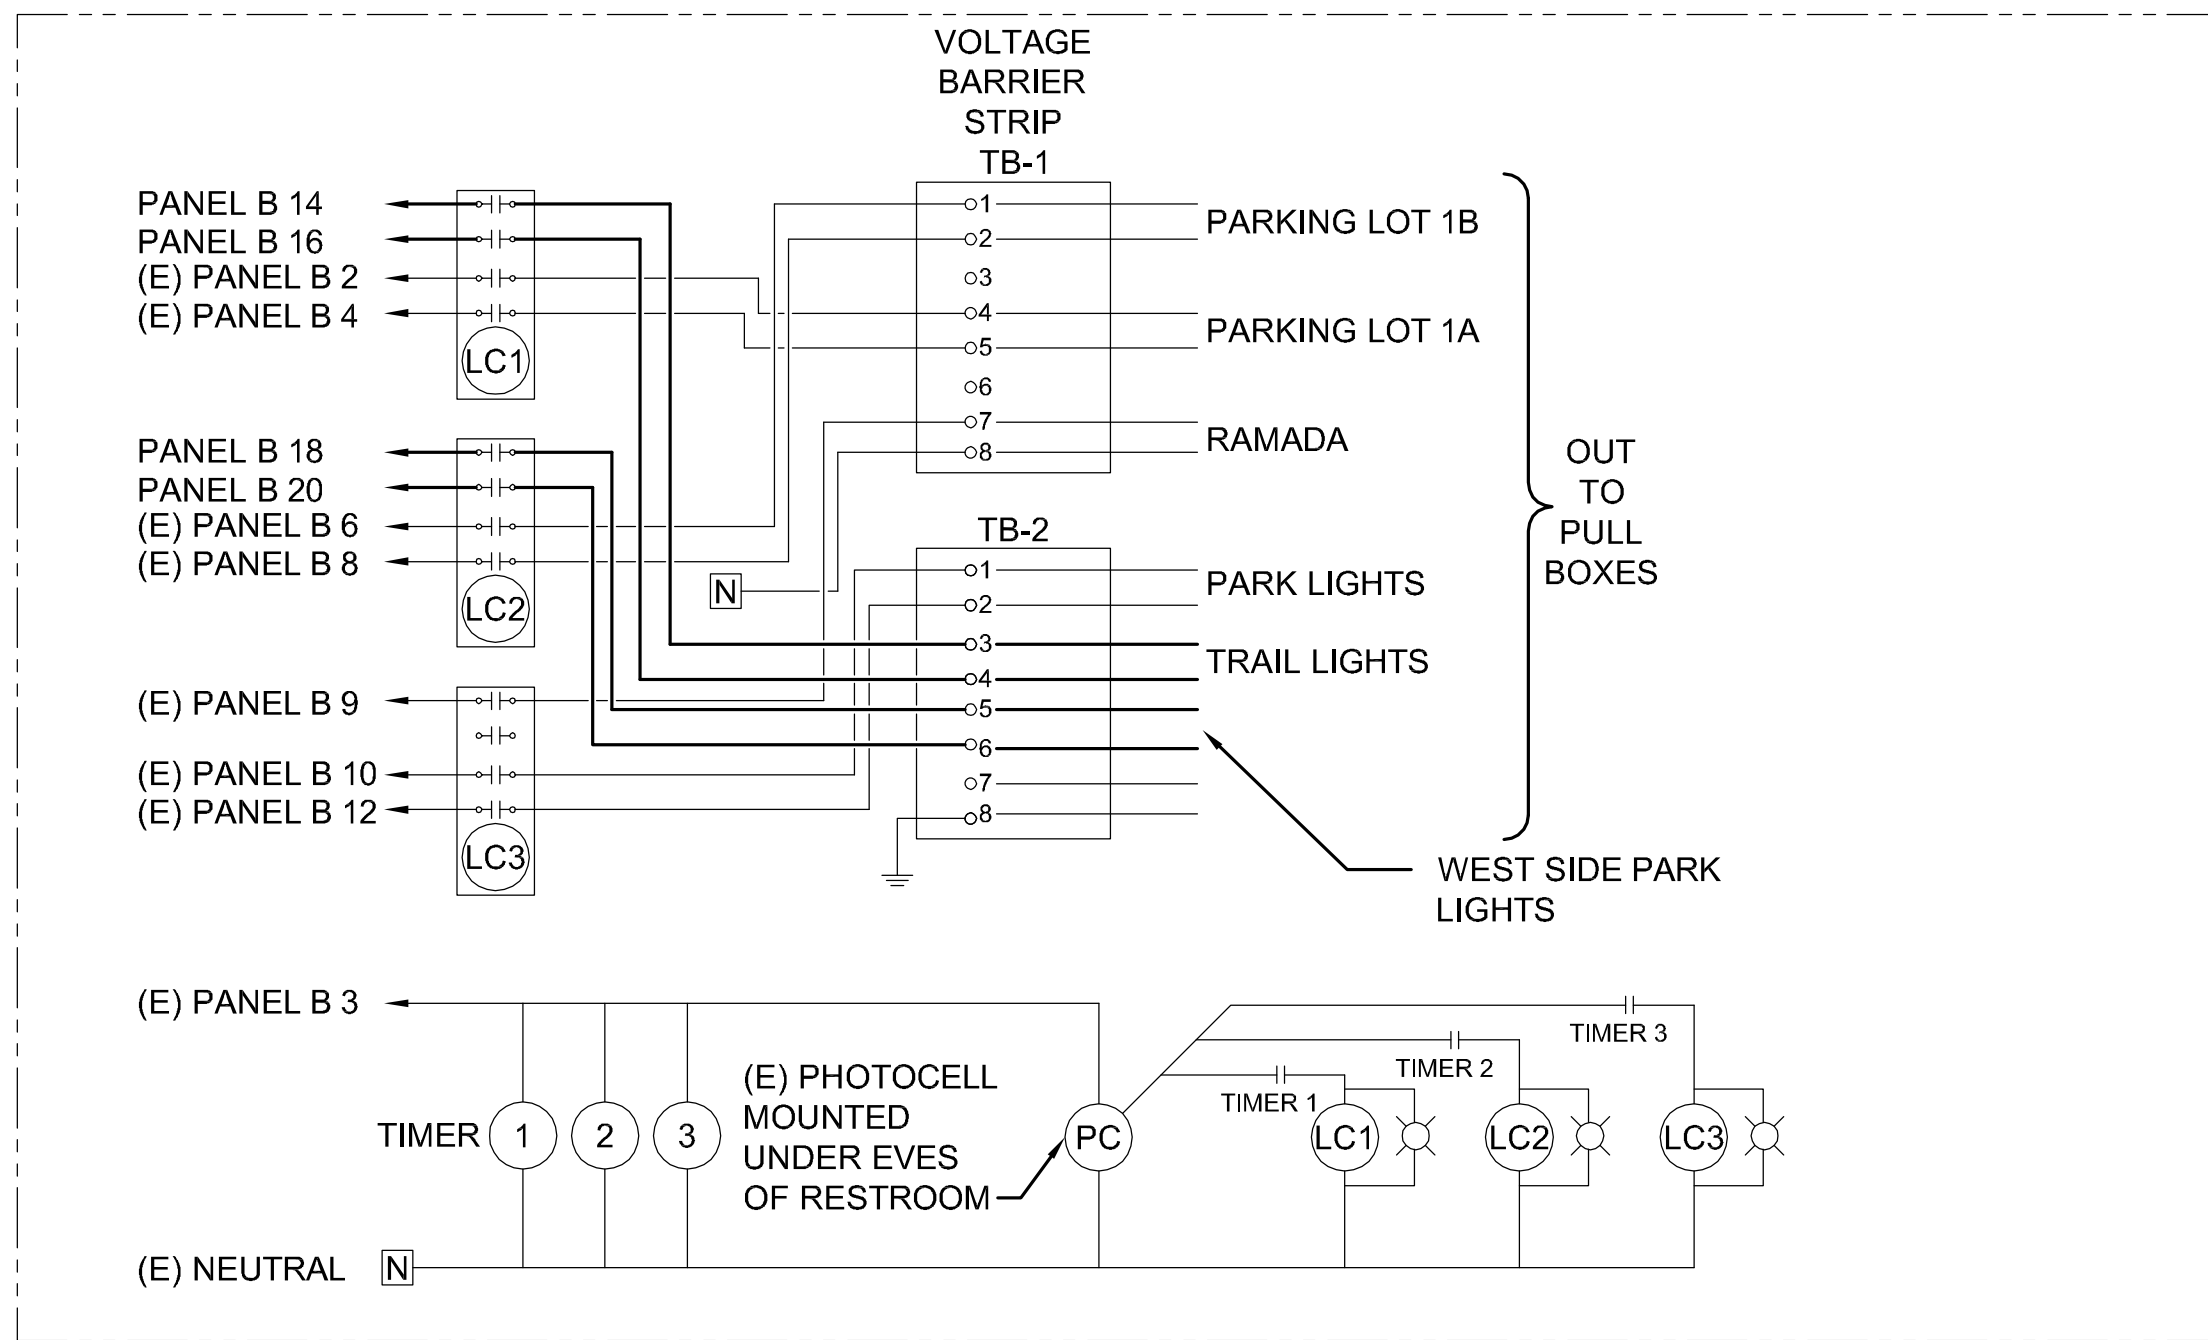 VOLTAGE
BARRIER
STRIP
TB-1
PANEL B 14
PANEL B 16
(E) PANEL B 2
(E) PANEL B 4
LC1
1
2
3
4
5
6
7
8
PARKING LOT 1B
PARKING LOT 1A
RAMADA
PANEL B 18
PANEL B 20
(E) PANEL B 6
(E) PANEL B 8
LC2
N
TB-2
1
2
3
4
5
6
7
8
PARK LIGHTS
TRAIL LIGHTS
OUT
TO
PULL
BOXES
(E) PANEL B 9
(E) PANEL B 10
(E) PANEL B 12
LC3
WEST SIDE PARK
LIGHTS
(E) PANEL B 3
TIMER 1 2 3
(E) PHOTOCELL
MOUNTED
UNDER EVES
OF RESTROOM
PC
TIMER 1
TIMER 2
TIMER 3
LC1
LC2
LC3
(E) NEUTRAL N